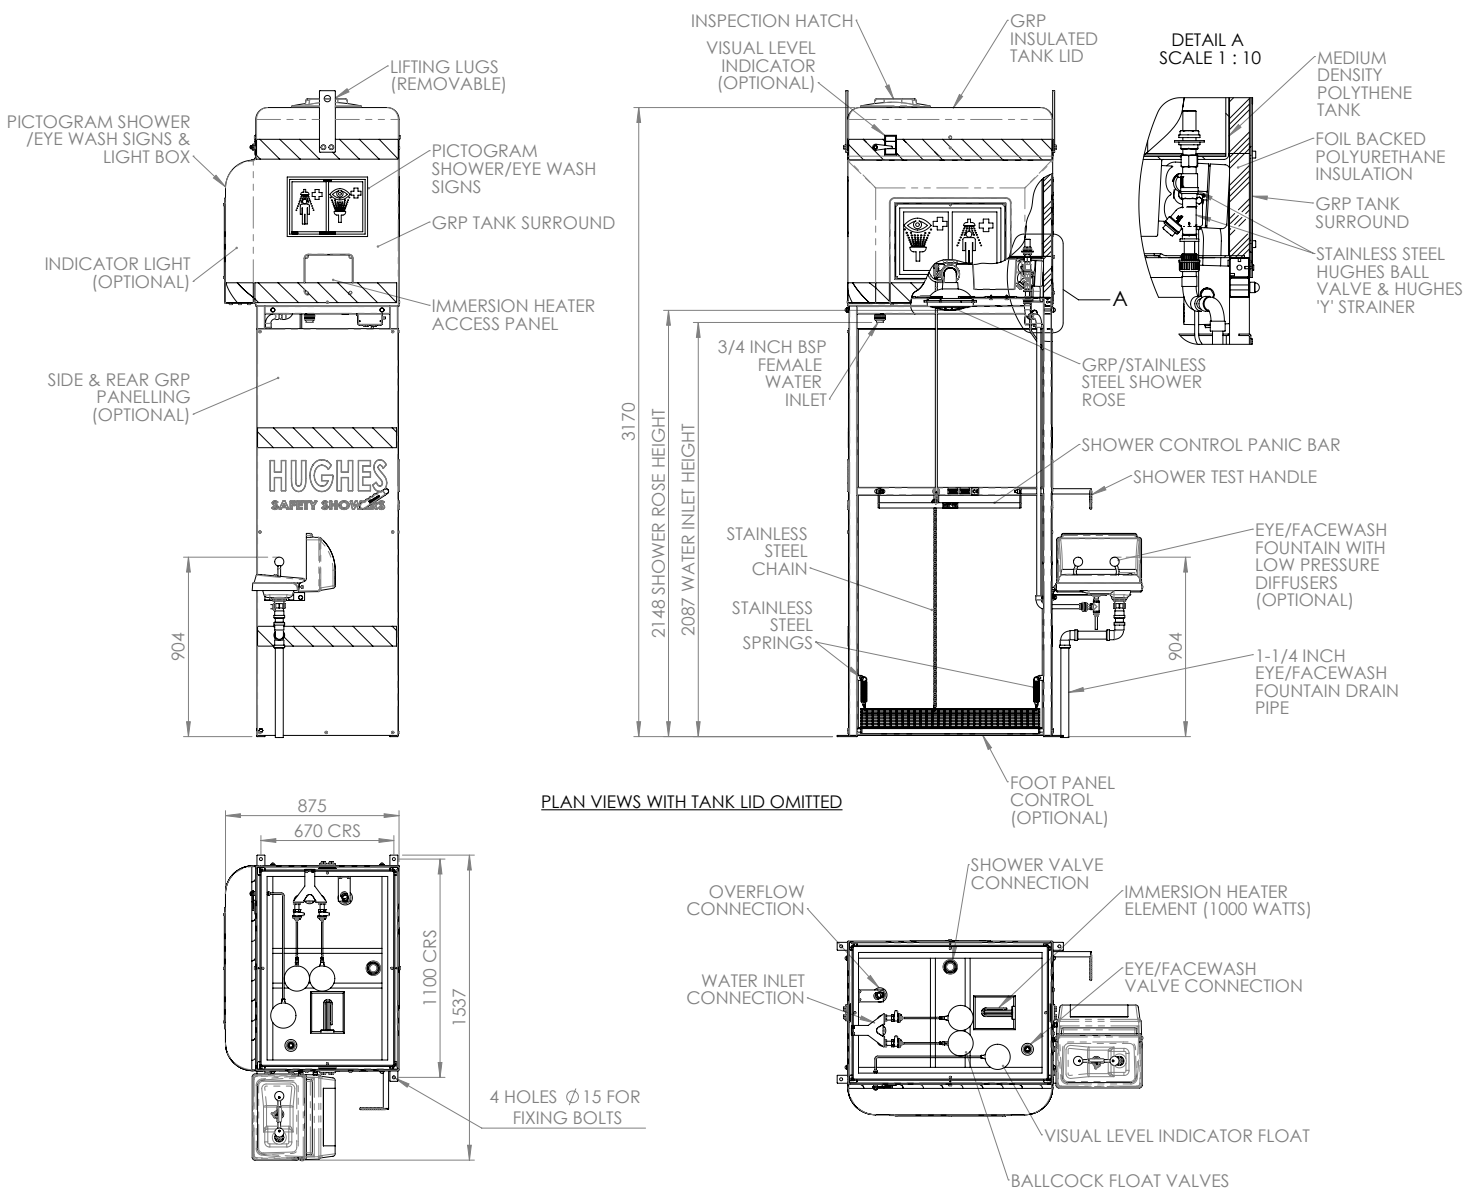 INSPECTION HATCH
VISUAL LEVEL
INDICATOR
(OPTIONAL)
GRP
INSULATED
TANK LID
DETAIL A
SCALE 1 : 10
MEDIUM
DENSITY
POLYTHENE
TANK
LIFTING LUGS
(REMOVABLE)
PICTOGRAM SHOWER
/EYE WASH SIGNS &
LIGHT BOX
PICTOGRAM
SHOWER/EYE WASH
SIGNS
FOIL BACKED
POLYURETHANE
INSULATION
GRP TANK SURROUND
GRP TANK
SURROUND
INDICATOR LIGHT
(OPTIONAL)
STAINLESS STEEL
HUGHES BALL
VALVE & HUGHES
'Y' STRAINER
IMMERSION HEATER
ACCESS PANEL
A
3/4 INCH BSP
FEMALE
WATER
INLET
GRP/STAINLESS
STEEL SHOWER
ROSE
SIDE & REAR GRP
PANELLING
(OPTIONAL)
3170
2148 SHOWER ROSE HEIGHT
2087 WATER INLET HEIGHT
SHOWER CONTROL PANIC BAR
SHOWER TEST HANDLE
HUGHES
SAFETY SHOWERS
STAINLESS
STEEL
CHAIN
EYE/FACEWASH
FOUNTAIN WITH
LOW PRESSURE
DIFFUSERS
(OPTIONAL)
STAINLESS
STEEL
SPRINGS
904
904
1-1/4 INCH
EYE/FACEWASH
FOUNTAIN DRAIN
PIPE
FOOT PANEL
CONTROL
(OPTIONAL)
PLAN VIEWS WITH TANK LID OMITTED
875
670 CRS
1100 CRS
1537
4 HOLES Ø 15 FOR
FIXING BOLTS
SHOWER VALVE
CONNECTION
OVERFLOW
CONNECTION
IMMERSION HEATER
ELEMENT (1000 WATTS)
WATER INLET
CONNECTION
EYE/FACEWASH
VALVE CONNECTION
VISUAL LEVEL INDICATOR FLOAT
BALLCOCK FLOAT VALVES